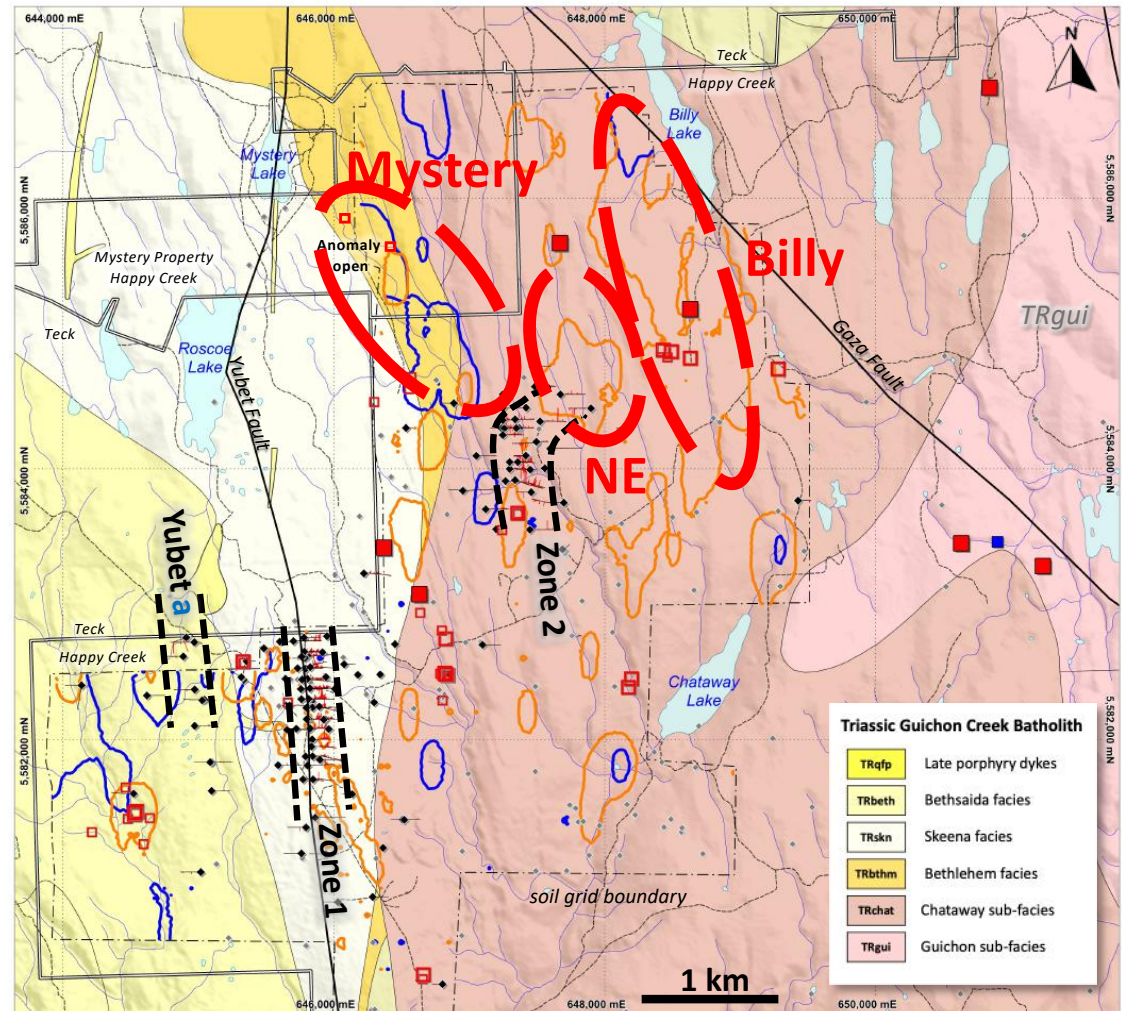 644,000 mE
646,000 mE
648,000 mE
650,000 mE
Teck
Happy Creek
N
Billy
Lake
Mystery
Lake
Mystery
5,586,000 mN
5,586,000 mN
Anomaly
open
Billy
Mystery Property
Happy Creek
TRgui
Teck
Roscoe
Lake
Yubet Fault
Gaza Fault
NE
5,584,000 mN
5,584,000 mN
Yubet a
Zone 2
Teck
Happy Creek
Chataway
Lake
5,582,000 mN
5,582,000 mN
Zone 1
soil grid boundary
Triassic Guichon Creek Batholith
TRqfp Late porphyry dykes
TRbeth Bethsaida facies
TRskn Skeena facies
TRbthm Bethlehem facies
TRchat Chataway sub-facies
TRgui Guichon sub-facies
1 km
646,000 mE
648,000 mE
650,000 mE